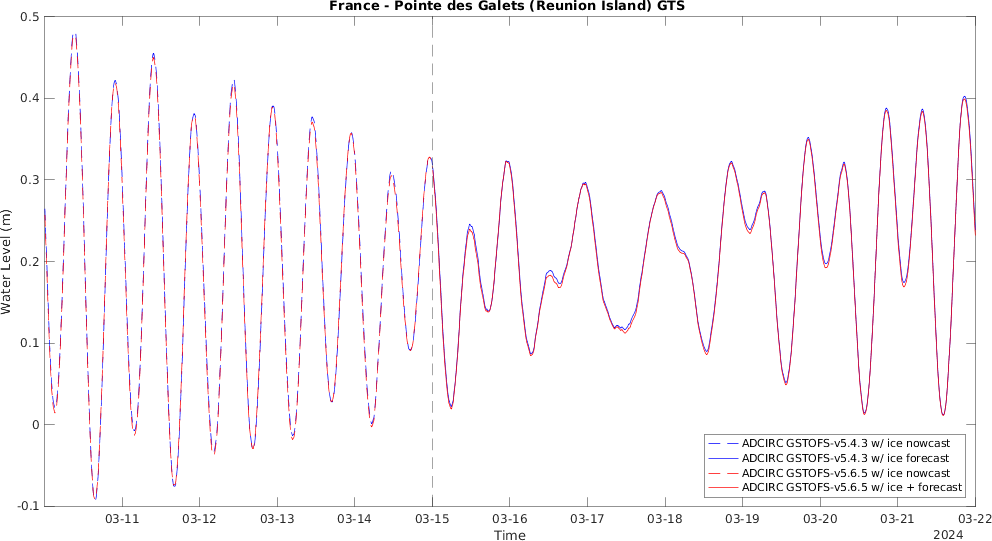 France - Pointe des Galets (Reunion Island) GTS
0.5
0.4
0.3
0.2
0.1
0
-0.1
Water Level (m)
03-11 03-12 03-13 03-14 03-15 03-16 03-17 03-18 03-19 03-20 03-21 03-22
Time
2024
ADCIRC GSTOFS-v5.4.3 w/ ice nowcast
ADCIRC GSTOFS-v5.4.3 w/ ice forecast
ADCIRC GSTOFS-v5.6.5 w/ ice nowcast
ADCIRC GSTOFS-v5.6.5 w/ ice + forecast